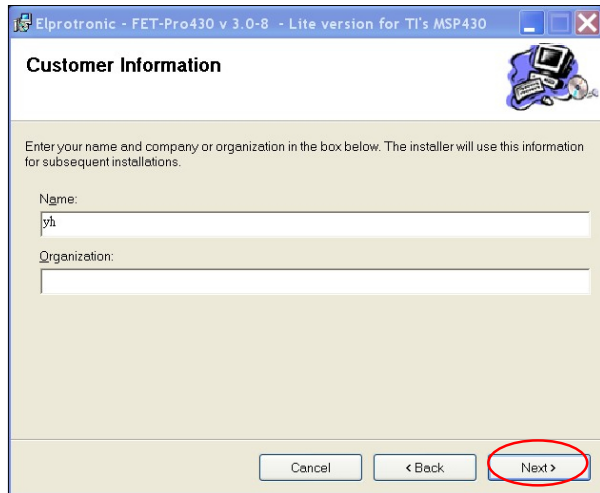 Elprotronic - FET-Pro430 v 3.0-8 - Lite version for TI's MSP430
Customer Information
Enter your name and company or organization in the box below. The installer will use this information
for subsequent installations.
Name:
yh
Organization:
Cancel
< Back
Next >